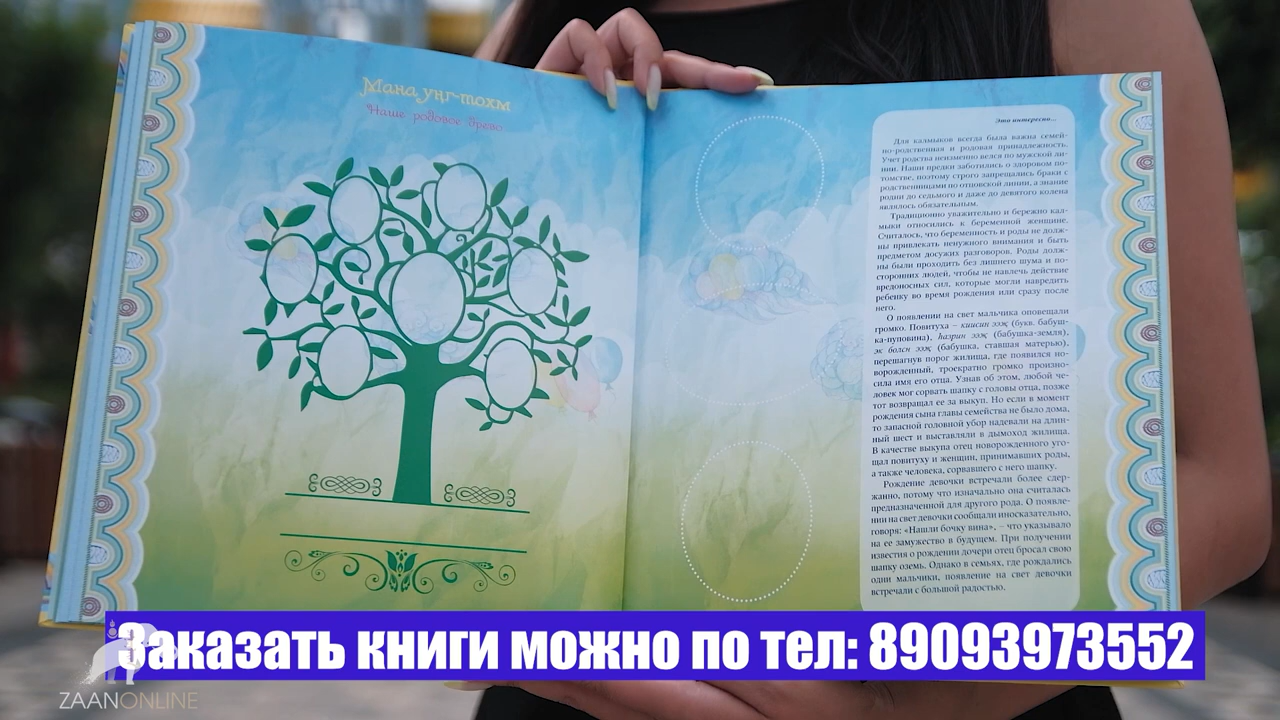 Мана уңг-тохм
Наше родовое древо
Это интересно...
Для калмыков всегда была важна семей-
но-родственная и родовая принадлежность.
Учет родства неизменно велся по мужской ли-
нии. Наши предки заботились о здоровом по-
томстве, поэтому строго запрещались браки с
родственницами по отцовской линии, а знание
родни до седьмого и даже до девятого колена
являлось обязательным.
Традиционно уважительно и бережно кал-
мыки относились к беременной женщине.
Считалось, что беременность и роды не долж-
ны привлекать ненужного внимания и быть
предметом досужих разговоров. Роды долж-
ны были проходить без лишнего шума и по-
сторонних людей, чтобы не навлечь действие
вредоносных сил, которые могли навредить
ребенку во время рождения или сразу после
него.
О появлении на свет мальчика оповещали
громко. Повитуха – киисин ээҗ (букв. бабуш-
ка-пуповина), һазрин ээҗ (бабушка-земля),
эк болсн ээҗ (бабушка, ставшая матерью),
перешагнув порог жилища, где появился но-
ворожденный, троекратно громко произно-
сила имя его отца. Узнав об этом, любой че-
ловек мог сорвать шапку с головы отца, позже
тот возвращал ее за выкуп. Но если в момент
рождения сына главы семейства не было дома,
то запасной головной убор надевали на длин-
ный шест и выставляли в дымоход жилища.
В качестве выкупа отец новорожденного уго-
щал повитуху и женщин, принимавших роды,
а также человека, сорвавшего с него шапку.
Рождение девочки встречали более сдер-
жанно, потому что изначально она считалась
предназначенной для другого рода. О появле-
нии на свет девочки сообщали иносказательно,
говоря: «Нашли бочку вина», – что указывало
на ее замужество в будущем. При получении
известия о рождении дочери отец бросал свою
шапку оземь. Однако в семьях, где рождались
одни мальчики, появление на свет девочки
встречали с большой радостью.
Заказать книги можно по тел: 89093973552
ZAANONLINE